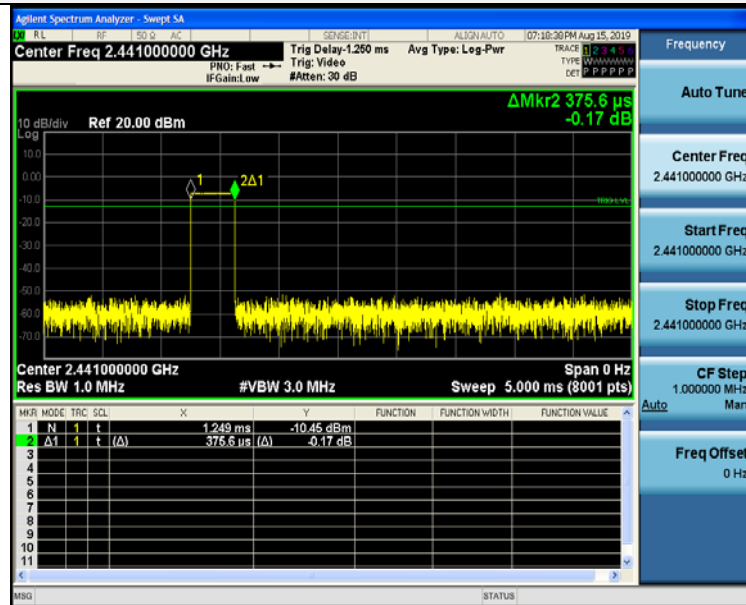 Agilent Spectrum Analyzer - Swept SA
RL RF 50 Ω AC SENSE:INT ALIGNAUTO 07:18:38PM Aug 15, 2019
Center Freq 2.441000000 GHz
PNO: Fast
IFGain:Low
Trig Delay-1.250 ms
Trig: Video
#Atten: 30 dB
Avg Type: Log-Pwr
TRACE 1 2 3 4 5 6
TYPE W
DET P P P P P P
ΔMkr2 375.6 µs
-0.17 dB
10 dB/div Ref 20.00 dBm
Log
10.0
0.00
-10.0
-20.0
-30.0
-40.0
-50.0
-60.0
-70.0
1
2Δ1
TRIG LVL
Center 2.441000000 GHz Span 0 Hz
Res BW 1.0 MHz #VBW 3.0 MHz Sweep 5.000 ms (8001 pts)
MKR MODE TRC SCL X Y FUNCTION FUNCTION WIDTH FUNCTION VALUE
1 N 1 t 1.249 ms -10.45 dBm
2 Δ1 1 t (Δ) 375.6 µs (Δ) -0.17 dB
3
4
5
6
7
8
9
10
11
MSG STATUS
Frequency
Auto Tune
Center Freq
2.441000000 GHz
Start Freq
2.441000000 GHz
Stop Freq
2.441000000 GHz
CF Step
1.000000 MHz
Auto Man
Freq Offset
0 Hz